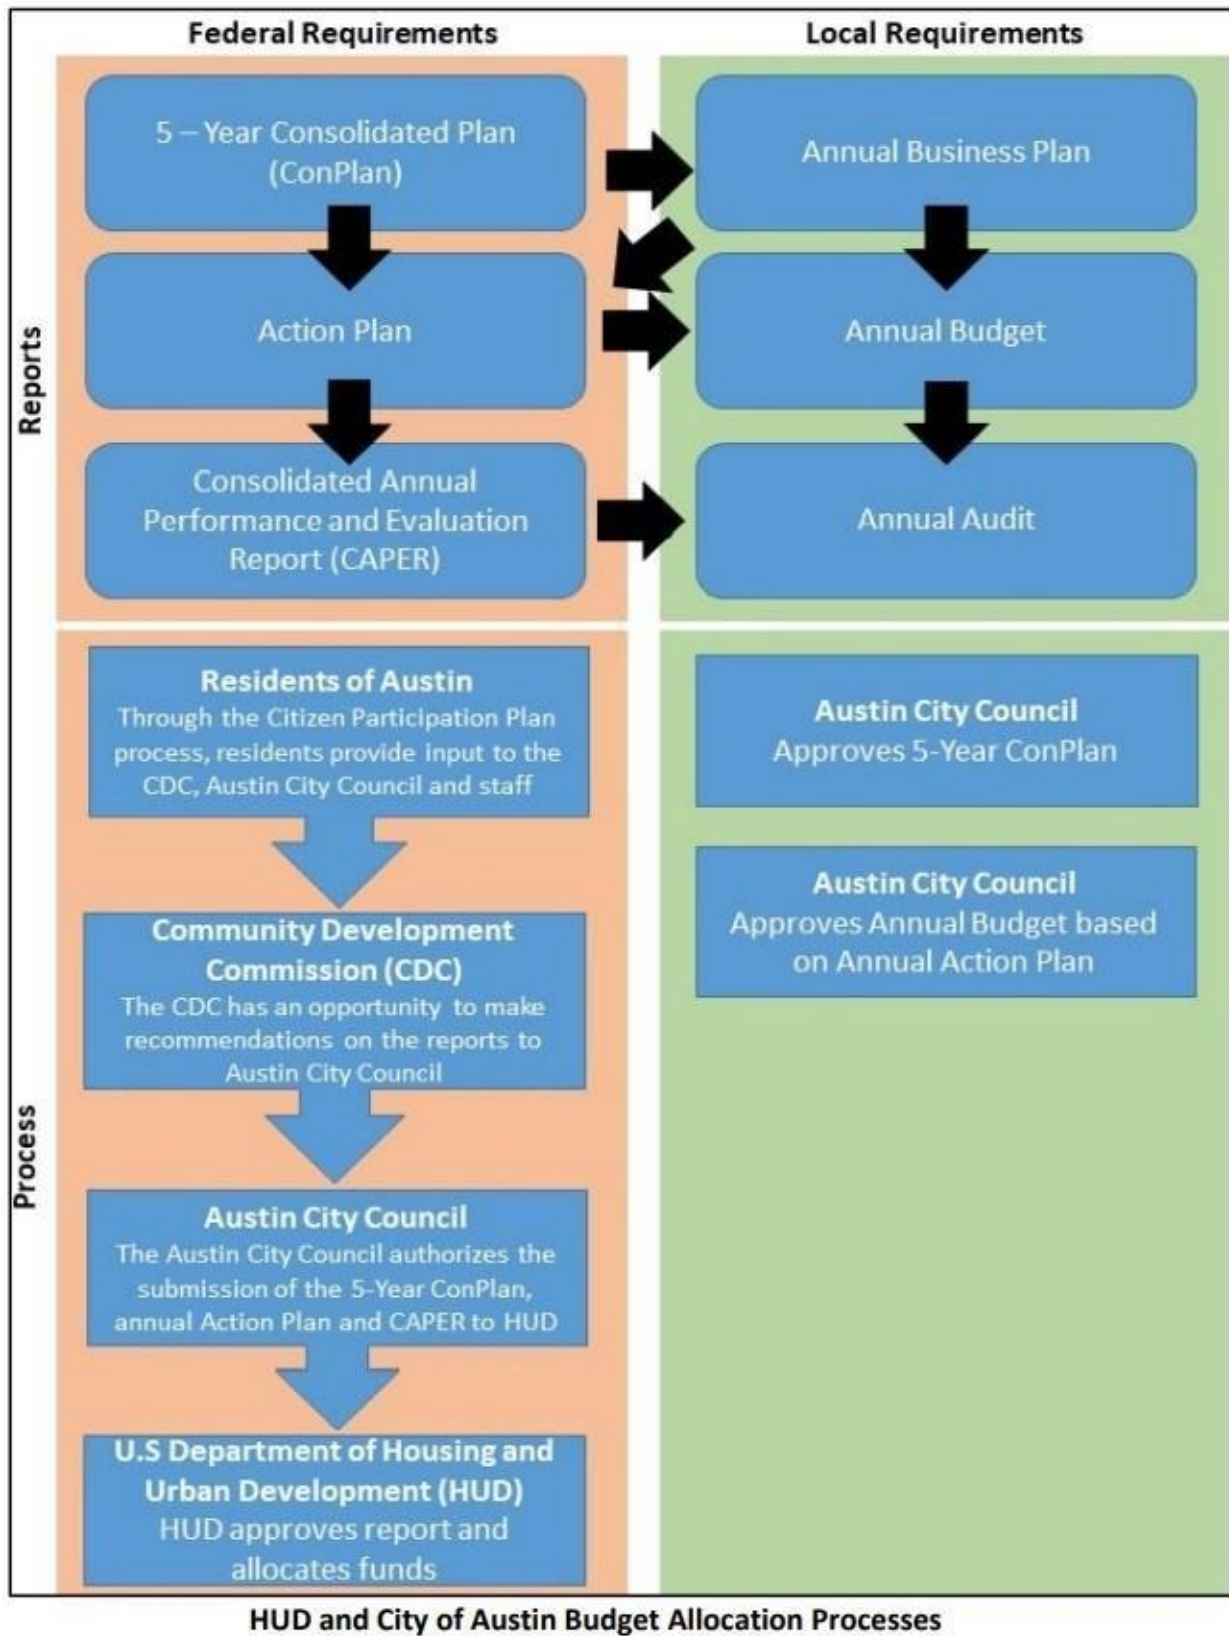 Federal Requirements
Local Requirements
Reports
5 – Year Consolidated Plan
(ConPlan)
Annual Business Plan
Action Plan
Annual Budget
Consolidated Annual
Performance and Evaluation
Report (CAPER)
Annual Audit
Process
Residents of Austin
Through the Citizen Participation Plan
process, residents provide input to the
CDC, Austin City Council and staff
Community Development
Commission (CDC)
The CDC has an opportunity to make
recommendations on the reports to
Austin City Council
Austin City Council
The Austin City Council authorizes the
submission of the 5-Year ConPlan,
annual Action Plan and CAPER to HUD
U.S Department of Housing and
Urban Development (HUD)
HUD approves report and
allocates funds
Austin City Council
Approves 5-Year ConPlan
Austin City Council
Approves Annual Budget based
on Annual Action Plan
HUD and City of Austin Budget Allocation Processes